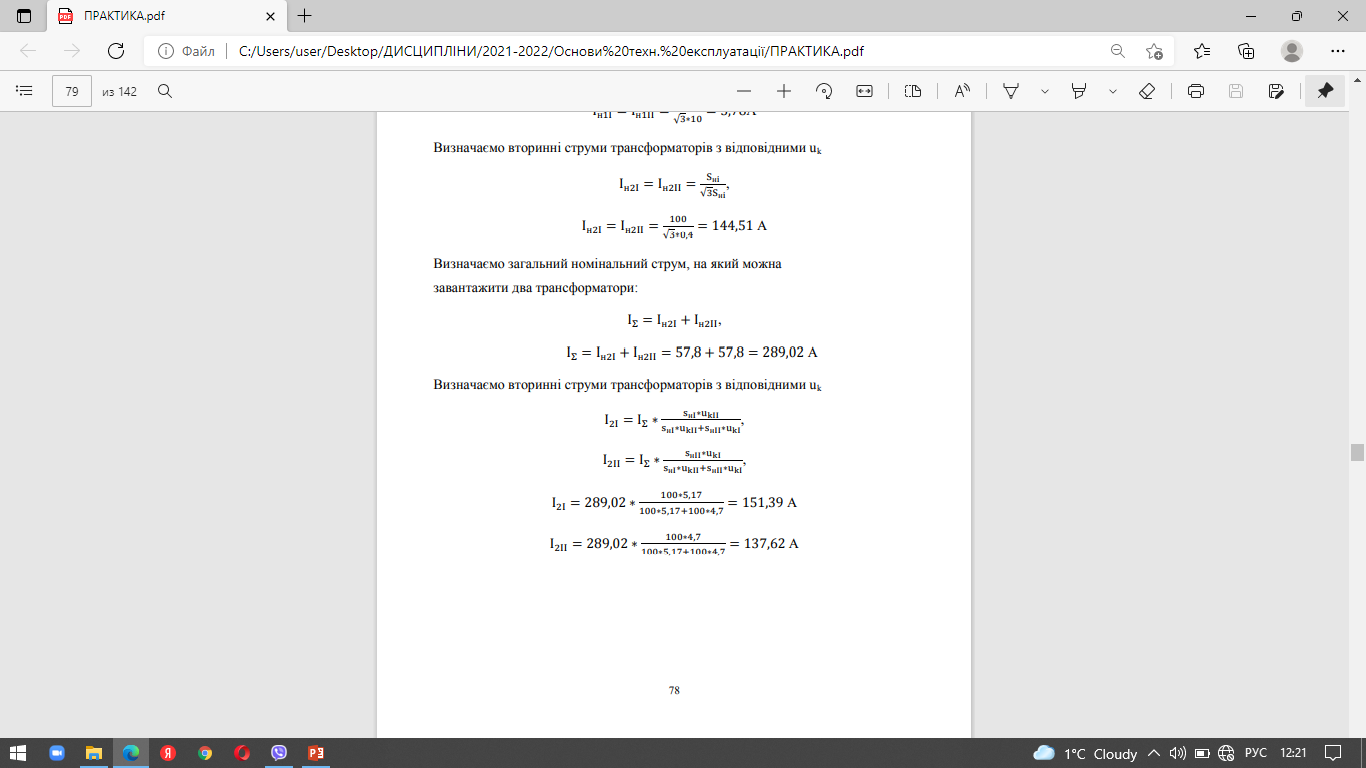 ПРАКТИКА.pdf
Файл
C:/Users/user/Desktop/ДИСЦИПЛІНИ/2021-2022/Основи%20техн.%20експлуатації/ПРАКТИКА.pdf
79 из 142
√3*10
Визначаємо вторинні струми трансформаторів з відповідними uk
Iн2I = Iн2II = Sні / √3Sні,
Iн2I = Iн2II = 100 / √3*0,4 = 144,51 А
Визначаємо загальний номінальний струм, на який можна
завантажити два трансформатори:
IΣ = Iн2I + Iн2II,
IΣ = Iн2I + Iн2II = 57,8 + 57,8 = 289,02 А
Визначаємо вторинні струми трансформаторів з відповідними uk
I2I = IΣ * sнI*ukII / sнI*ukII+sнII*ukI,
I2II = IΣ * sнII*ukI / sнI*ukII+sнII*ukI,
I2I = 289,02 * 100*5,17 / 100*5,17+100*4,7 = 151,39 А
I2II = 289,02 * 100*4,7 / 100*5,17+100*4,7 = 137,62 А
78
1°C Cloudy
РУС
12:21